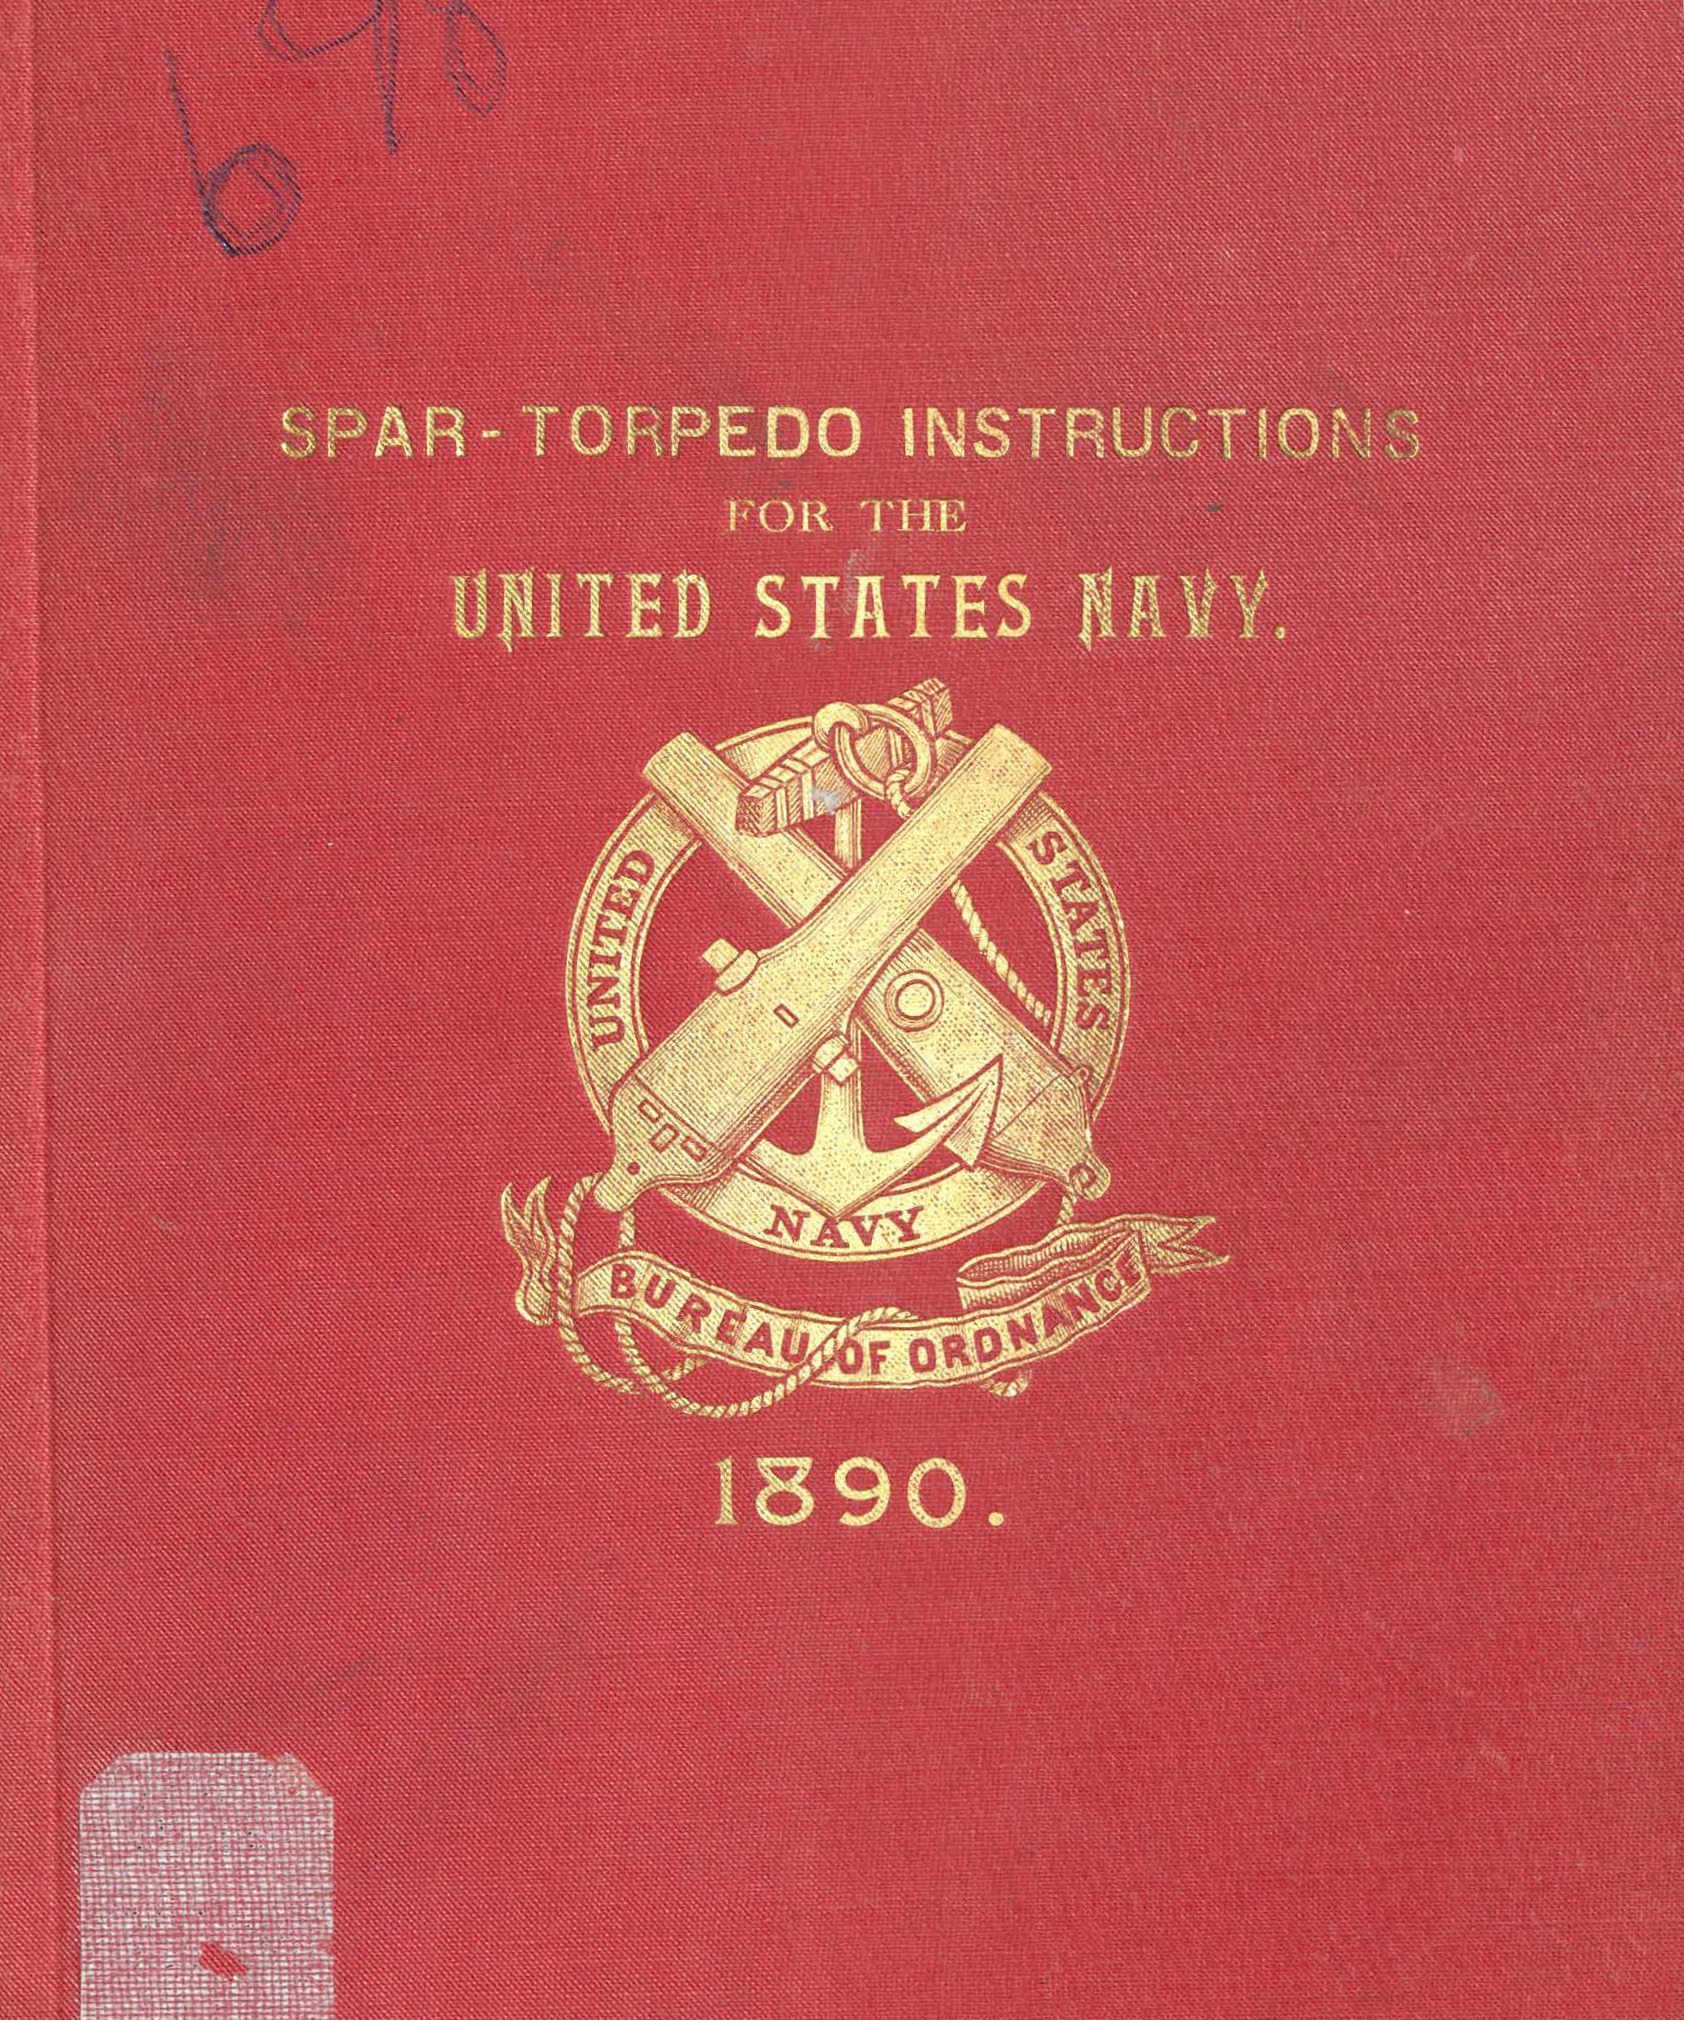 SPAR-TORPEDO INSTRUCTIONS
FOR THE
UNITED STATES NAVY.
UNITED STATES
NAVY
BUREAU OF ORDNANCE
1890.